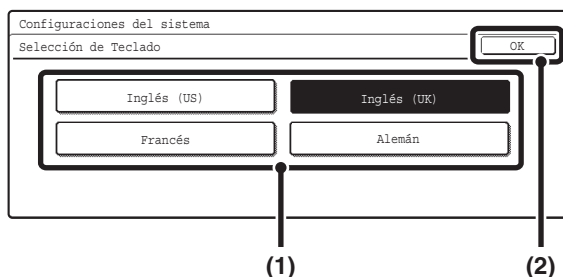 Configuraciones del sistema
Selección de Teclado OK
Inglés (US) Inglés (UK)
Francés Alemán
(1) (2)